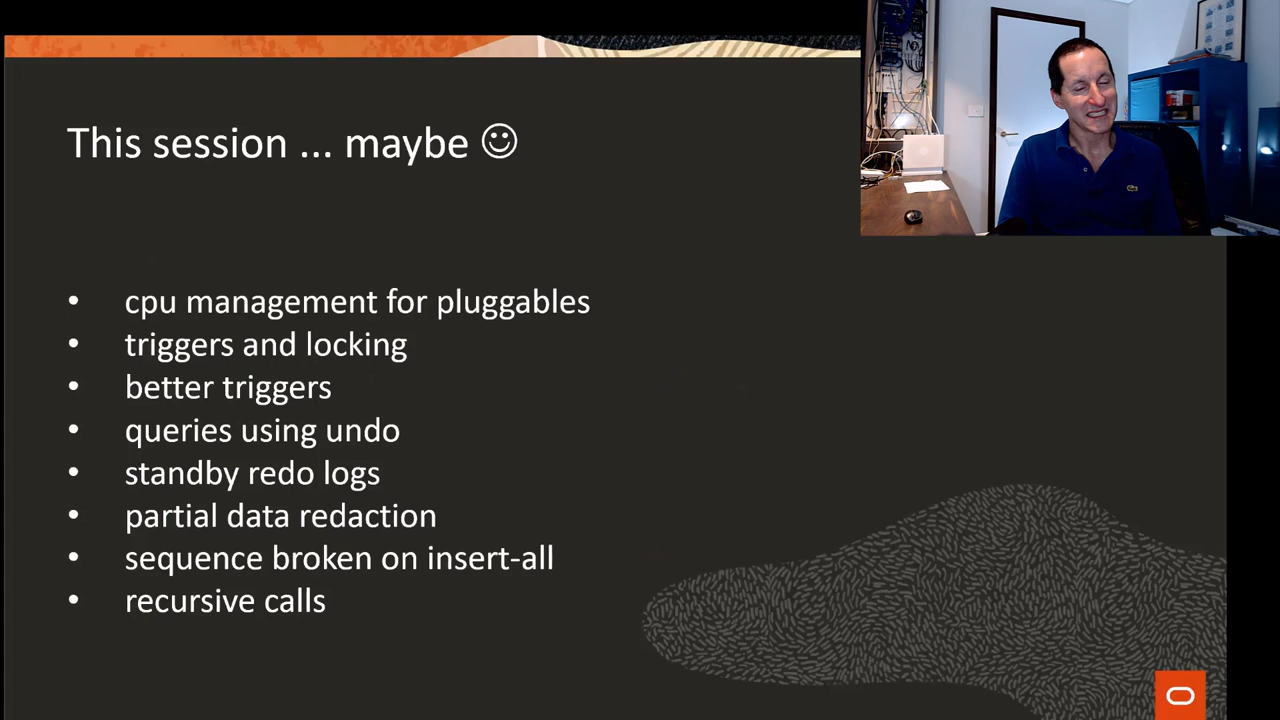 This session ... maybe ☺
• cpu management for pluggables
• triggers and locking
• better triggers
• queries using undo
• standby redo logs
• partial data redaction
• sequence broken on insert-all
• recursive calls